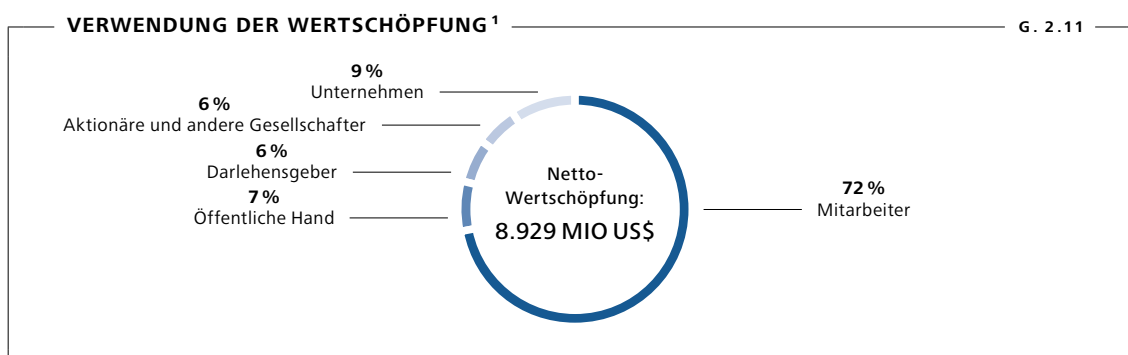 VERWENDUNG DER WERTSCHÖPFUNG¹
G. 2.11
9 %
Unternehmen
6 %
Aktionäre und andere Gesellschafter
6 %
Darlehensgeber
7 %
Öffentliche Hand
Netto-
Wertschöpfung:
8.929 MIO US$
72 %
Mitarbeiter